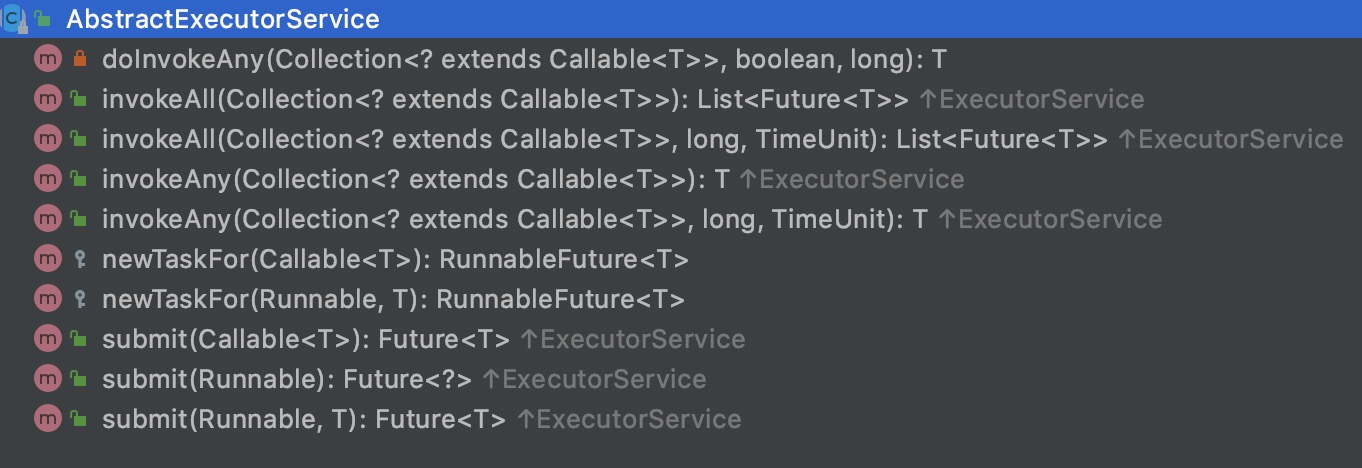 AbstractExecutorService
doInvokeAny(Collection<? extends Callable<T>>, boolean, long): T
invokeAll(Collection<? extends Callable<T>>): List<Future<T>> ↑ExecutorService
invokeAll(Collection<? extends Callable<T>>, long, TimeUnit): List<Future<T>> ↑ExecutorService
invokeAny(Collection<? extends Callable<T>>): T ↑ExecutorService
invokeAny(Collection<? extends Callable<T>>, long, TimeUnit): T ↑ExecutorService
newTaskFor(Callable<T>): RunnableFuture<T>
newTaskFor(Runnable, T): RunnableFuture<T>
submit(Callable<T>): Future<T> ↑ExecutorService
submit(Runnable): Future<?> ↑ExecutorService
submit(Runnable, T): Future<T> ↑ExecutorService